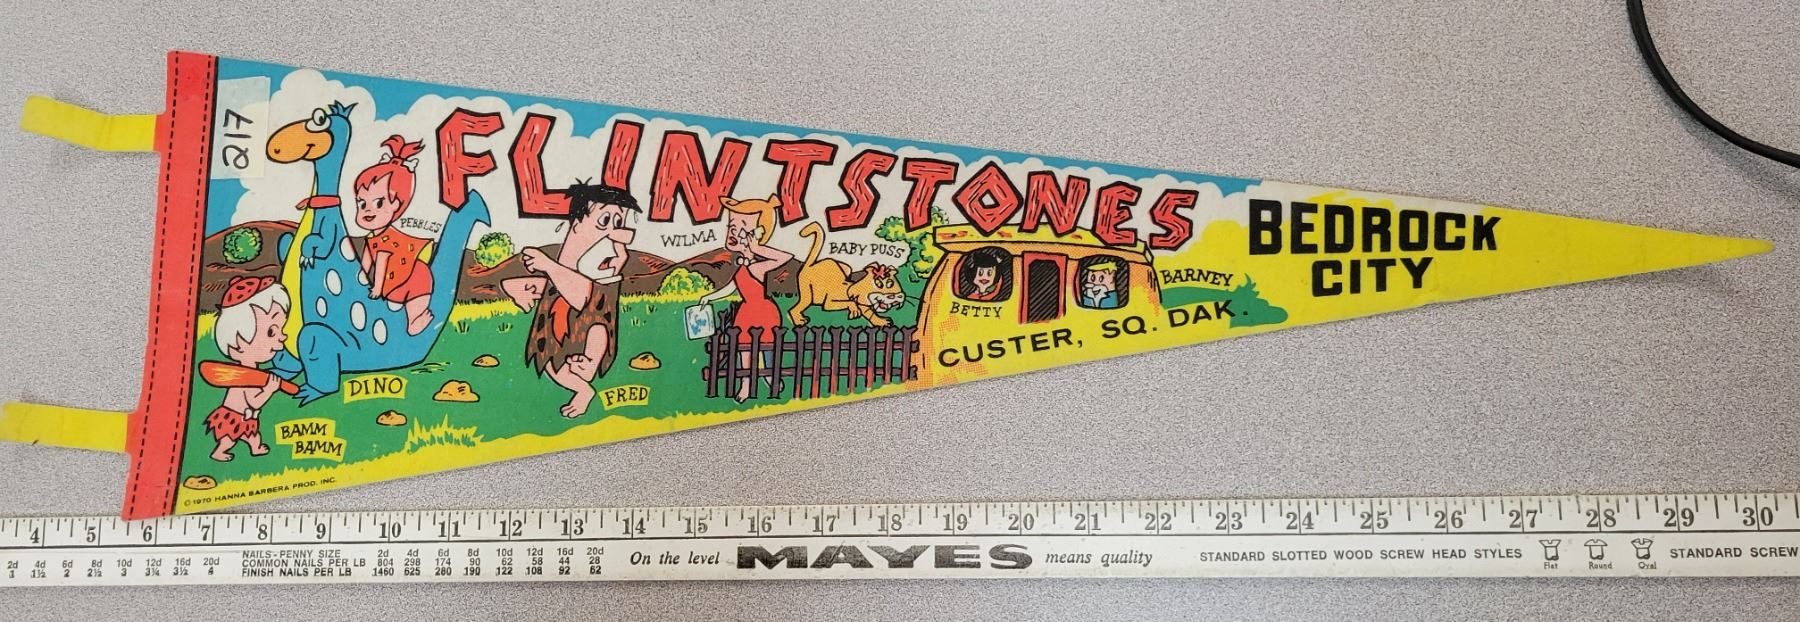 217
FLINTSTONES
BEDROCK
CITY
PEBBLES
WILMA
BABY PUSS
BETTY
BARNEY
CUSTER, SQ. DAK.
DINO
FRED
BAMM
BAMM
© 1970 HANNA BARBERA PROD. INC.
4 5 6 7 8 9 10 11 12 13 14 15 16 17 18 19 20 21 22 23 24 25 26 27 28 29 30
2d 4d 6d 8d 10d 12d 16d 20d
1 1½ 2 2½ 3 3¼ 3½ 4
NAILS-PENNY SIZE 2d 4d 6d 8d 10d 12d 16d 20d
COMMON NAILS PER LB 804 298 174 90 62 58 44 28
FINISH NAILS PER LB 1460 625 280 190 122 108 92 62
On the level MAYES means quality
STANDARD SLOTTED WOOD SCREW HEAD STYLES
Flat Round Oval
STANDARD SCREW